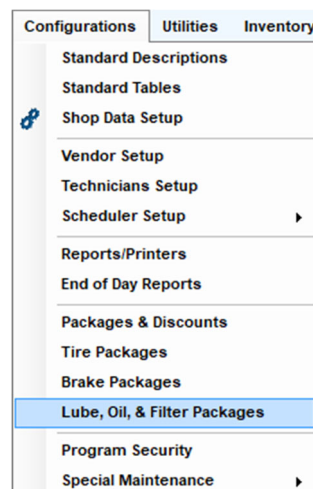 Configurations Utilities Inventory
Standard Descriptions
Standard Tables
Shop Data Setup
Vendor Setup
Technicians Setup
Scheduler Setup
Reports/Printers
End of Day Reports
Packages & Discounts
Tire Packages
Brake Packages
Lube, Oil, & Filter Packages
Program Security
Special Maintenance